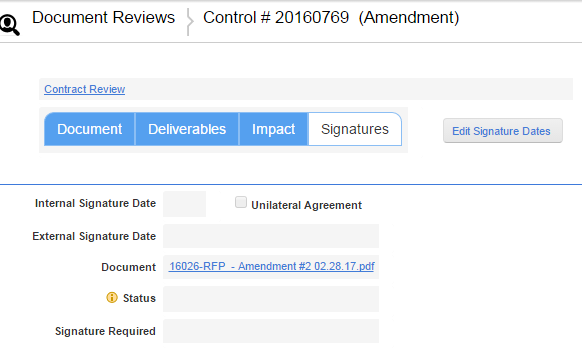 Document Reviews Control # 20160769 (Amendment)
Contract Review
Document Deliverables Impact Signatures Edit Signature Dates
Internal Signature Date Unilateral Agreement
External Signature Date
Document 16026-RFP - Amendment #2 02.28.17.pdf
Status
Signature Required